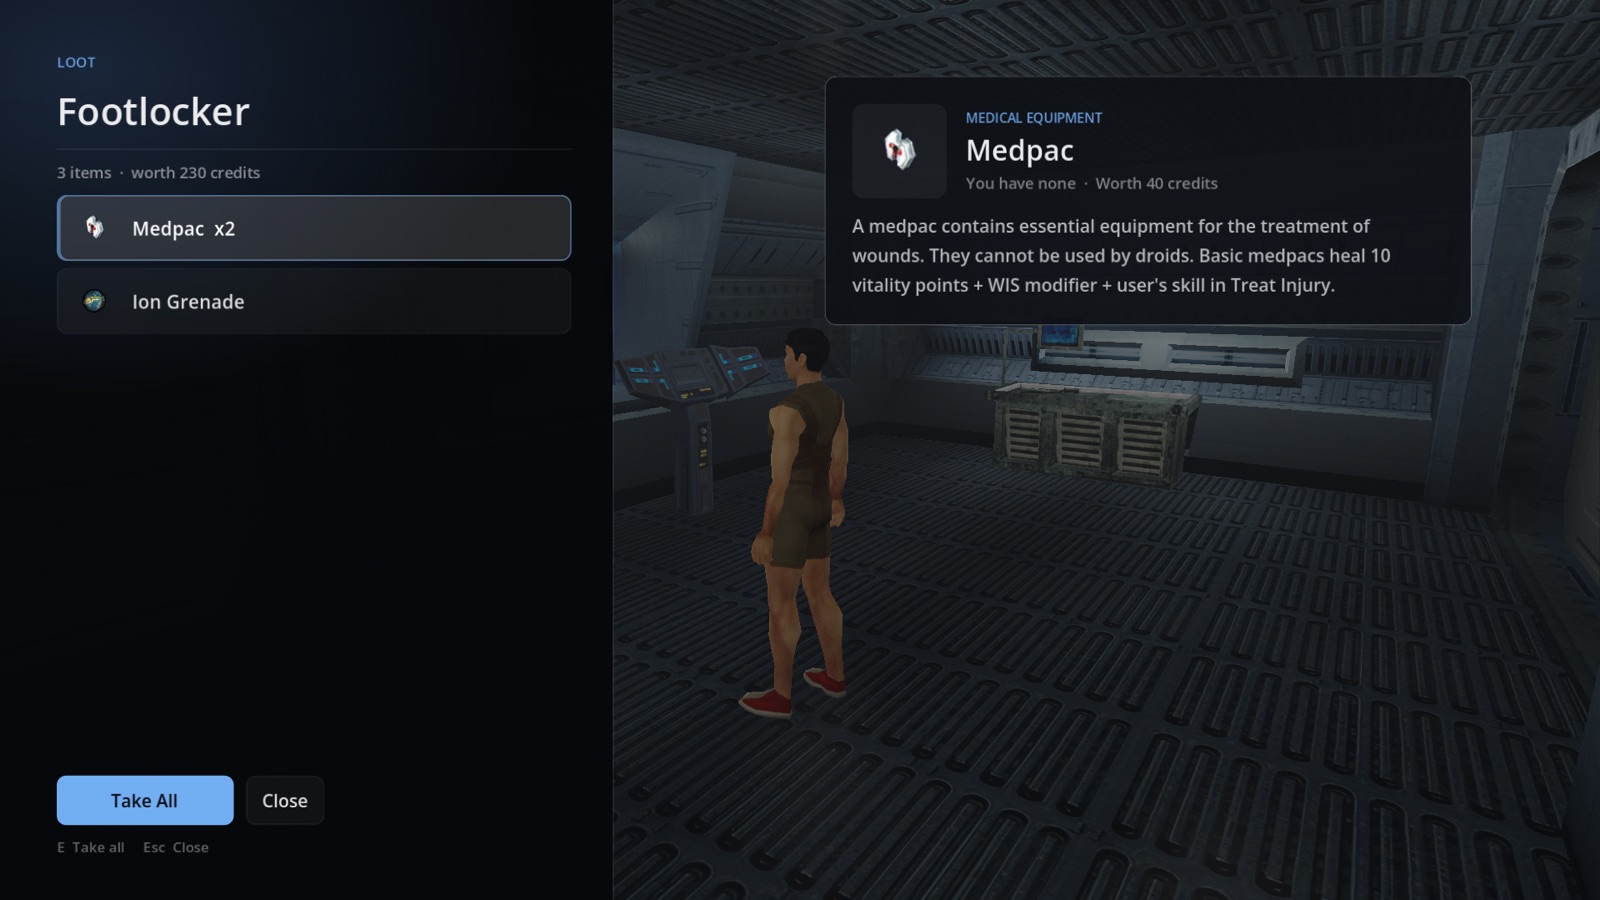 LOOT
Footlocker
3 items · worth 230 credits
Medpac x2
Ion Grenade
Take All
Close
E Take all Esc Close
MEDICAL EQUIPMENT
Medpac
You have none · Worth 40 credits
A medpac contains essential equipment for the treatment of
wounds. They cannot be used by droids. Basic medpacs heal 10
vitality points + WIS modifier + user's skill in Treat Injury.